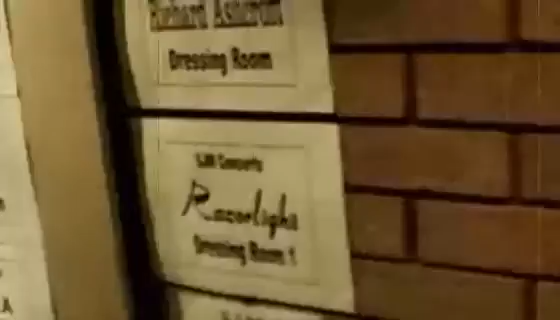 Richard Ashcroft
Dressing Room
SJM Concerts
Razorlight
Dressing Room 1